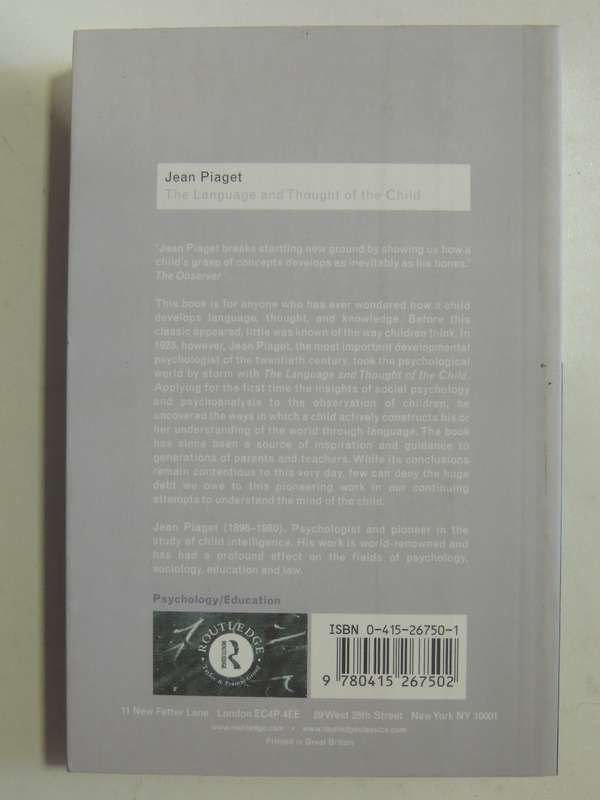 Jean Piaget
The Language and Thought of the Child
'Jean Piaget breaks startling new ground by showing us how a
child's grasp of concepts develops as inevitably as his bones.'
The Observer
This book is for anyone who has ever wondered how a child
develops language, thought, and knowledge. Before this
classic appeared, little was known of the way children think. In
1923, however, Jean Piaget, the most important developmental
psychologist of the twentieth century, took the psychological
world by storm with The Language and Thought of the Child.
Applying for the first time the insights of social psychology
and psychoanalysis to the observation of children, he
uncovered the ways in which a child actively constructs his or
her understanding of the world through language. The book
has since been a source of inspiration and guidance to
generations of parents and teachers. While its conclusions
remain contentious to this very day, few can deny the huge
debt we owe to this pioneering work in our continuing
attempts to understand the mind of the child.
Jean Piaget (1896–1980). Psychologist and pioneer in the
study of child intelligence. His work is world-renowned and
has had a profound effect on the fields of psychology,
sociology, education and law.
Psychology/Education
ROUTLEDGE
R
Taylor & Francis Group
ISBN 0-415-26750-1
9 780415 267502
11 New Fetter Lane London EC4P 4EE 29 West 35th Street New York NY 10001
www.routledge.com • www.routledgeclassics.com
Printed in Great Britain